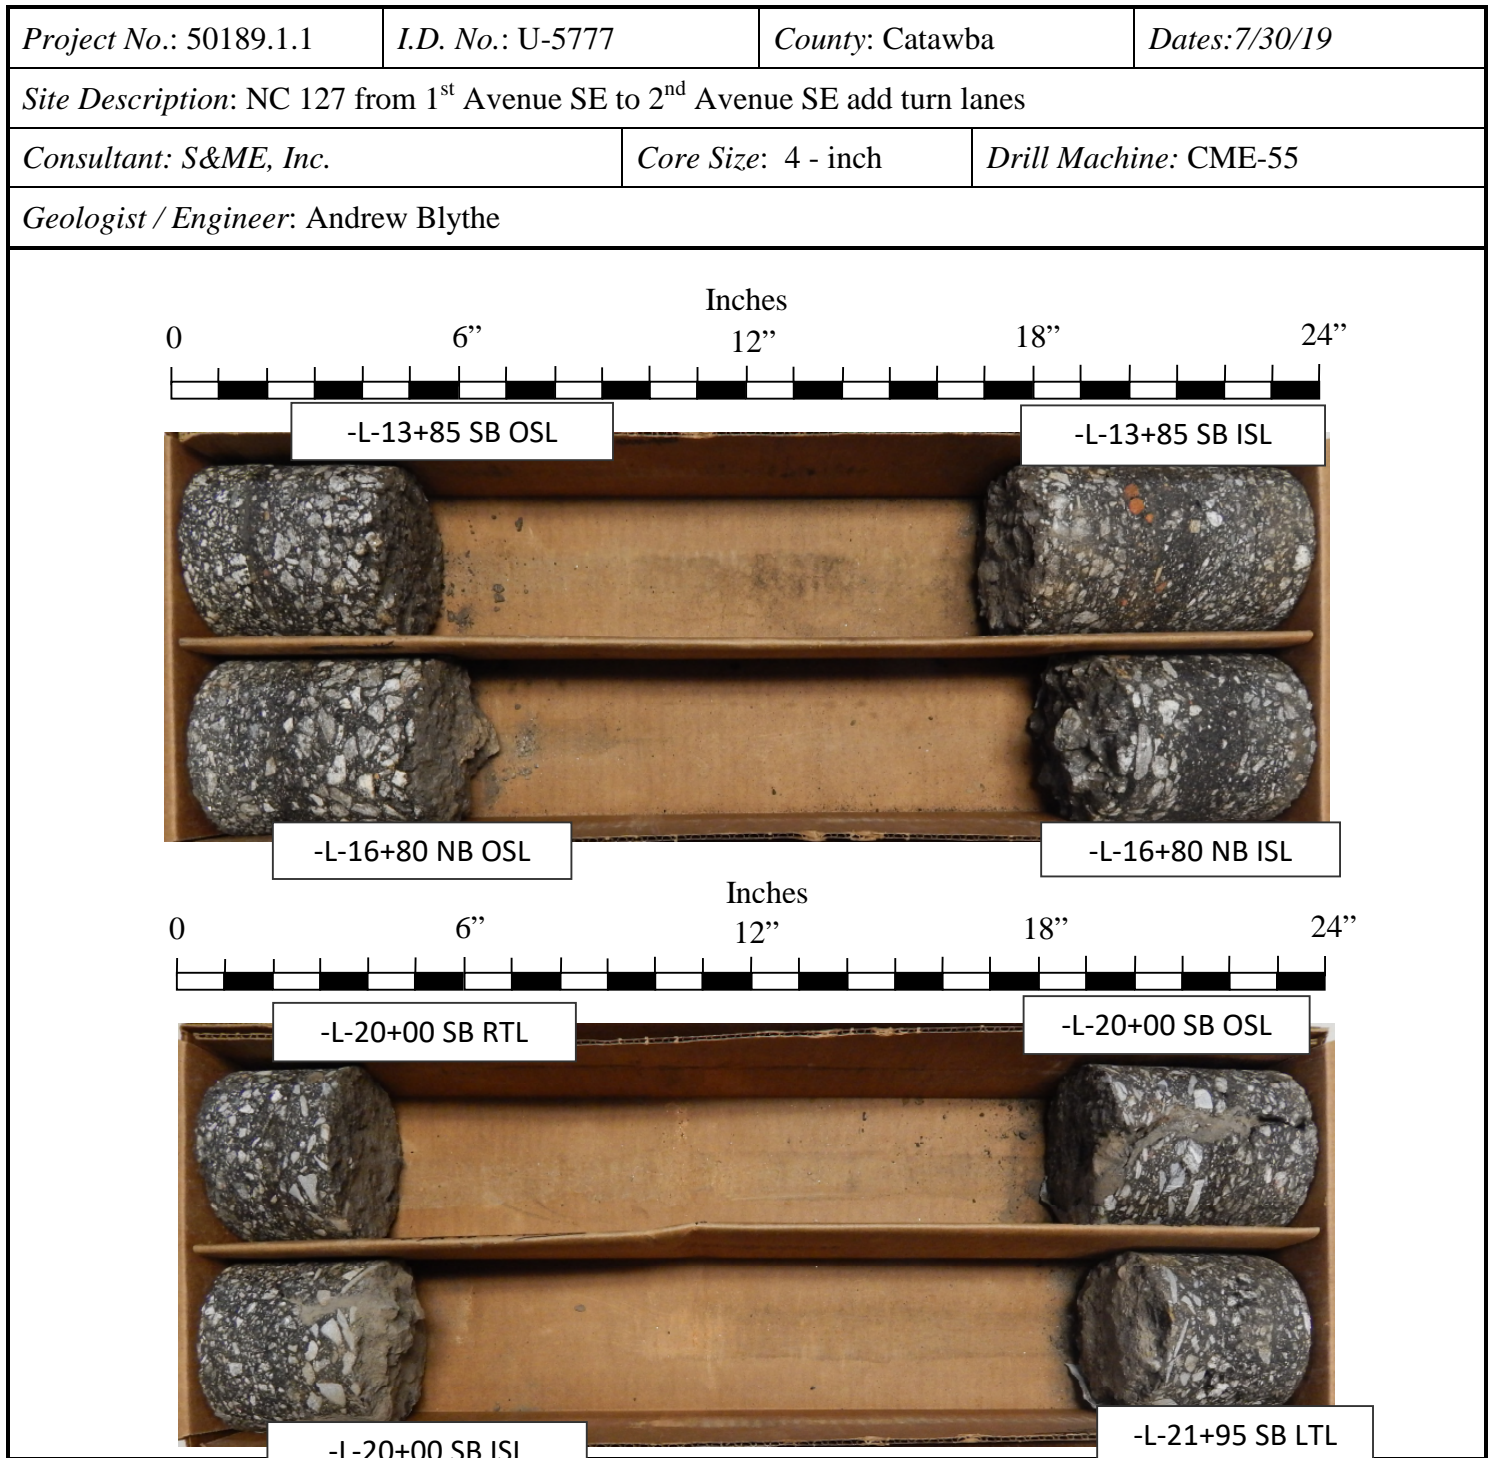 Project No.: 50189.1.1 I.D. No.: U-5777 County: Catawba Dates:7/30/19
Site Description: NC 127 from 1st Avenue SE to 2nd Avenue SE add turn lanes
Consultant: S&ME, Inc. Core Size: 4 - inch Drill Machine: CME-55
Geologist / Engineer: Andrew Blythe
Inches
0 6” 12” 18” 24”
-L-13+85 SB OSL -L-13+85 SB ISL
-L-16+80 NB OSL -L-16+80 NB ISL
Inches
0 6” 12” 18” 24”
-L-20+00 SB RTL -L-20+00 SB OSL
-L-20+00 SB ISL -L-21+95 SB LTL